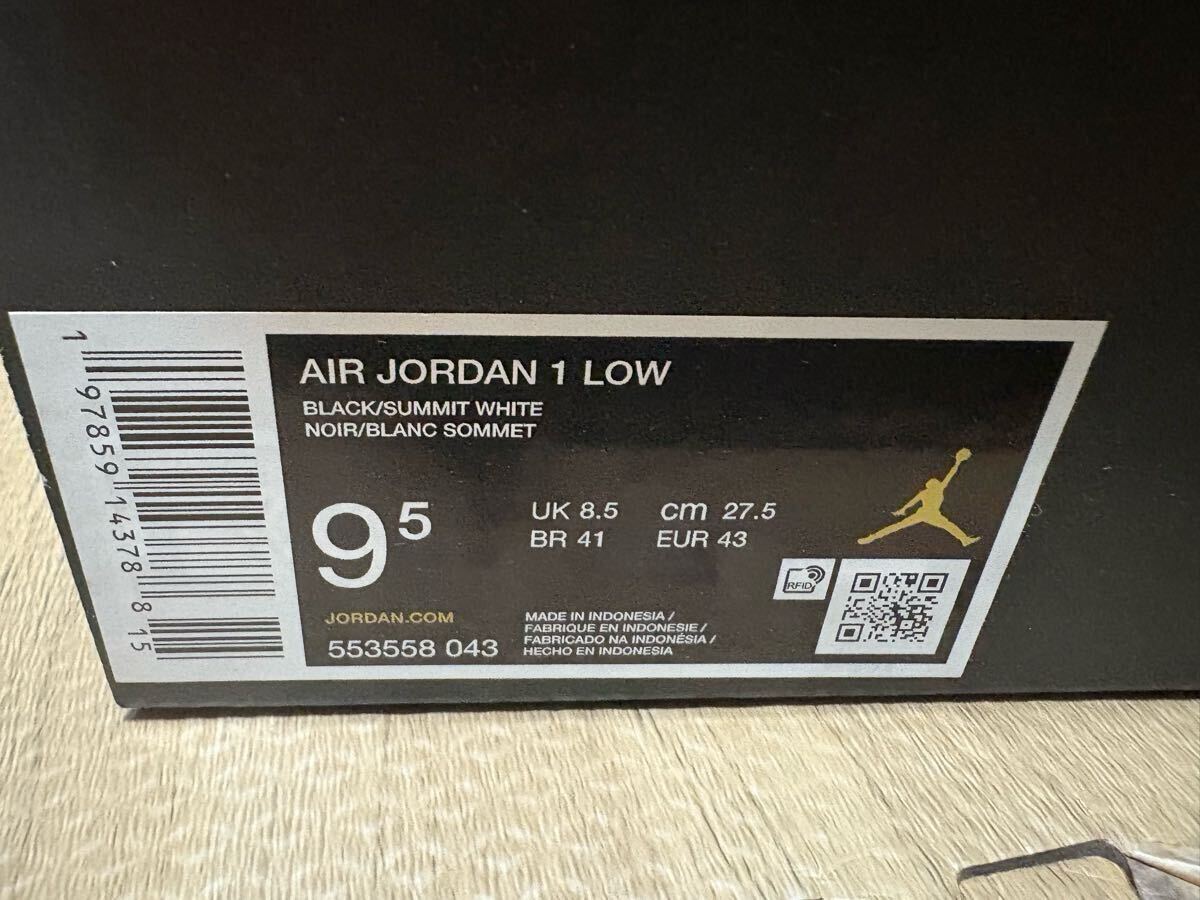 AIR JORDAN 1 LOW
BLACK/SUMMIT WHITE
NOIR/BLANC SOMMET
9 5
UK 8.5 cm 27.5
BR 41 EUR 43
RFID
JORDAN.COM
553558 043
MADE IN INDONESIA /
FABRIQUE EN INDONESIE /
FABRICADO NA INDONÉSIA /
HECHO EN INDONESIA
1 97859 14378 8 15